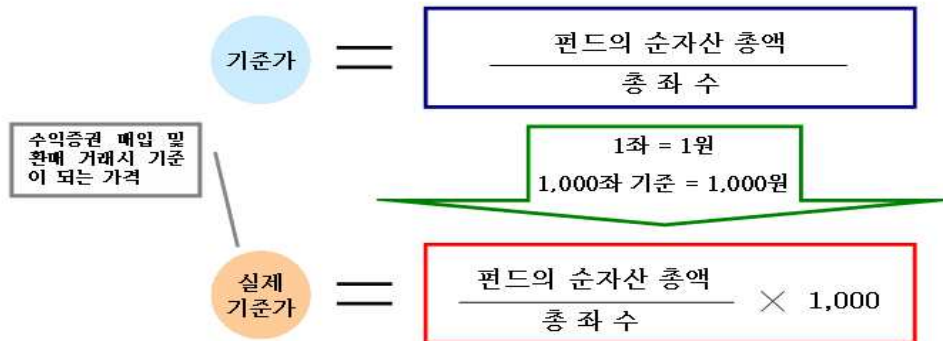 기준가
펀드의 순자산 총액
총 좌 수
수익증권 매입 및
환매 거래시 기준
이 되는 가격
1좌 = 1원
1,000좌 기준 = 1,000원
실제
기준가
펀드의 순자산 총액
총 좌 수
× 1,000